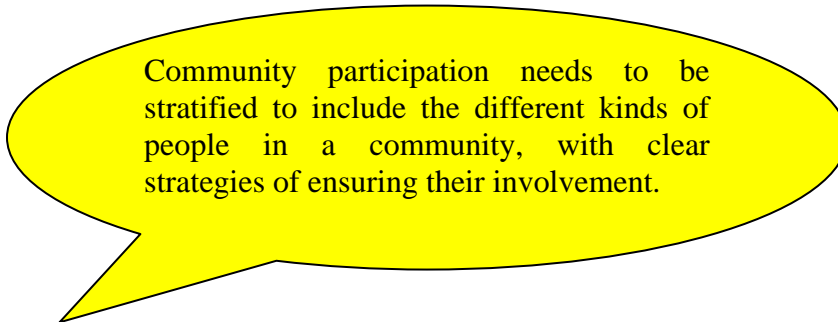 Community participation needs to be
stratified to include the different kinds of
people in a community, with clear
strategies of ensuring their involvement.